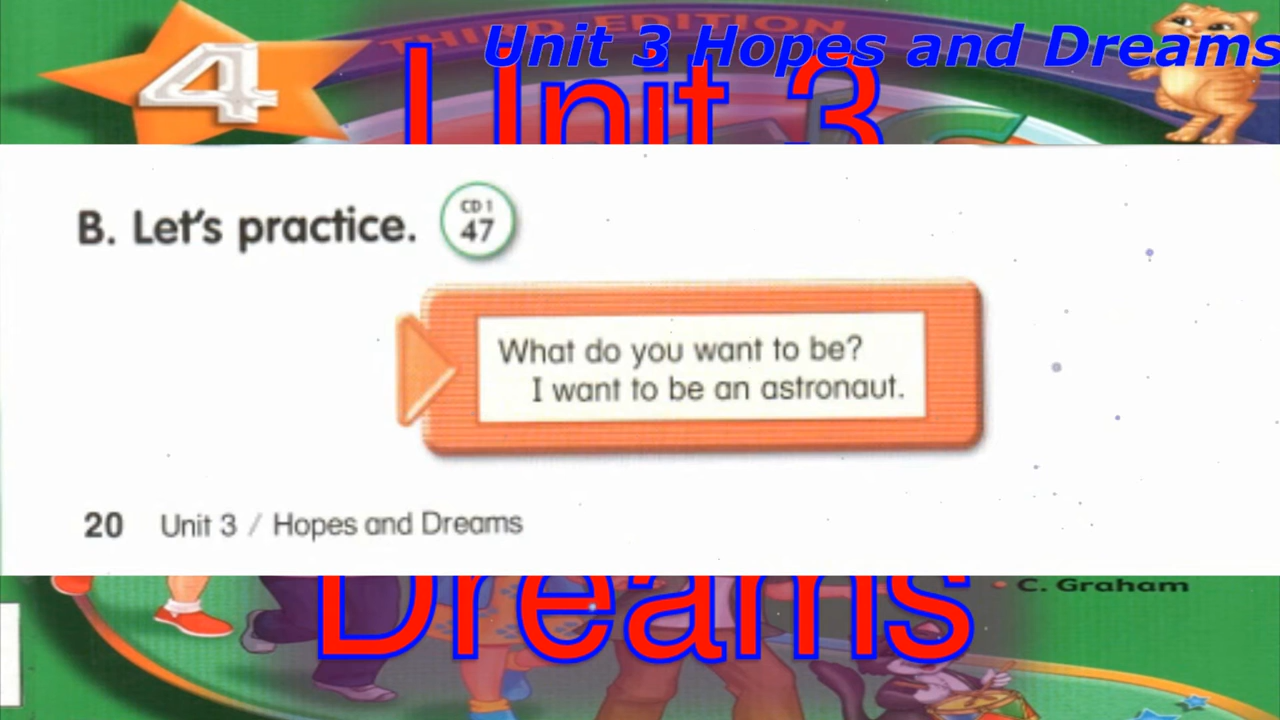 THIRD EDITION
Unit 3 Hopes and Dreams
4
Unit 3
B. Let's practice.
CD 1
47
What do you want to be?
I want to be an astronaut.
20 Unit 3 / Hopes and Dreams
Dreams
• C. Graham